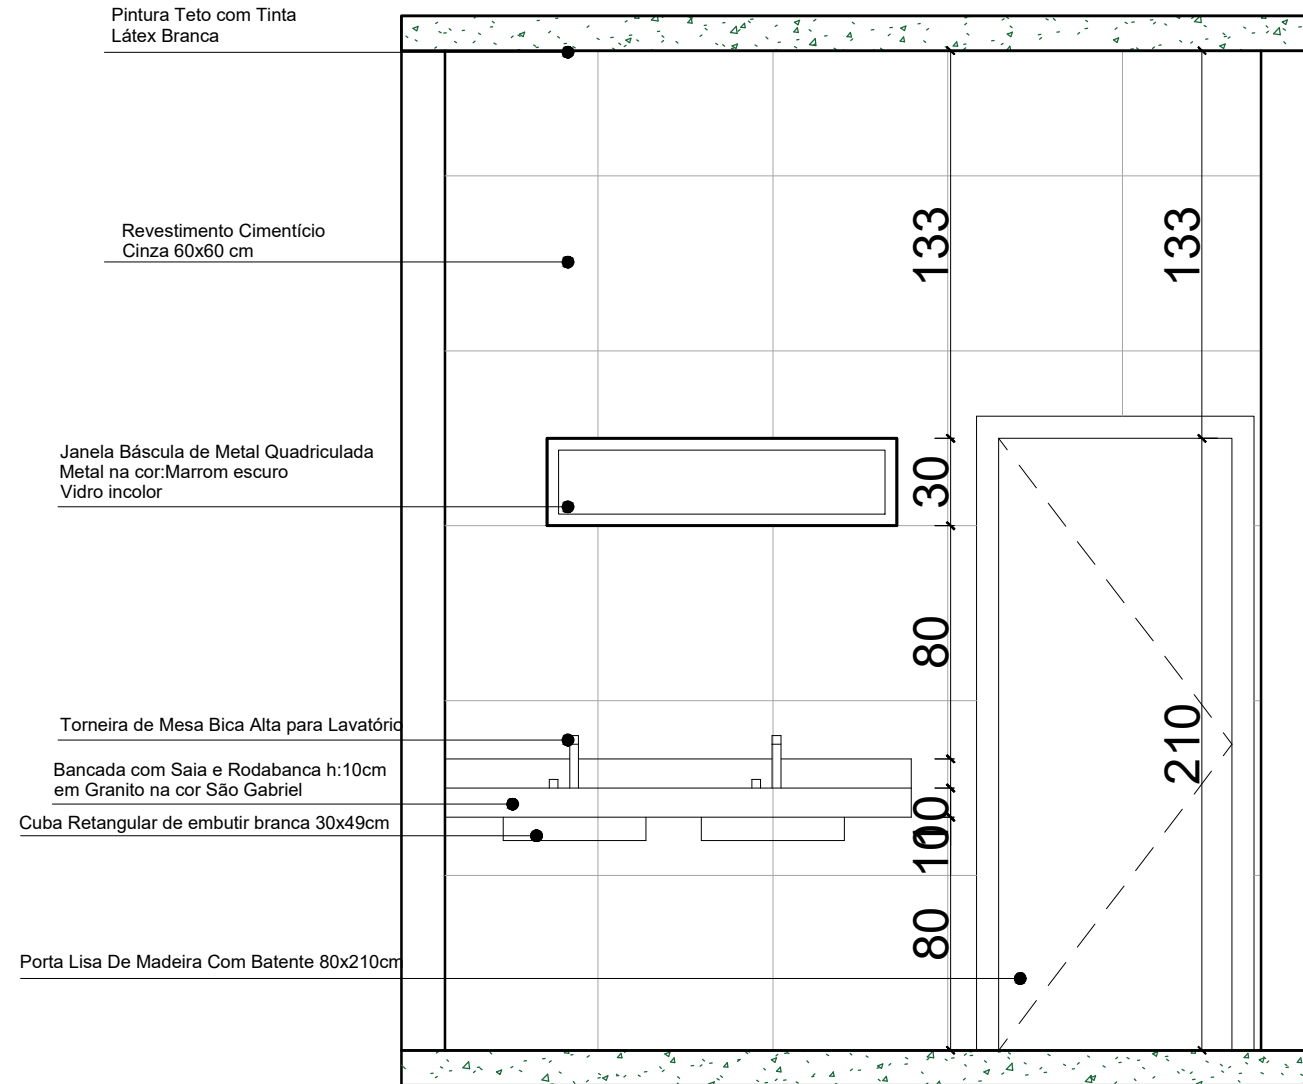 Pintura Teto com Tinta
Látex Branca
Revestimento Cimentício
Cinza 60x60 cm
133
133
Janela Báscula de Metal Quadriculada
Metal na cor:Marrom escuro
Vidro incolor
30
80
Torneira de Mesa Bica Alta para Lavatório
210
Bancada com Saia e Rodabanca h:10cm
em Granito na cor São Gabriel
10
Cuba Retangular de embutir branca 30x49cm
10
80
Porta Lisa De Madeira Com Batente 80x210cm